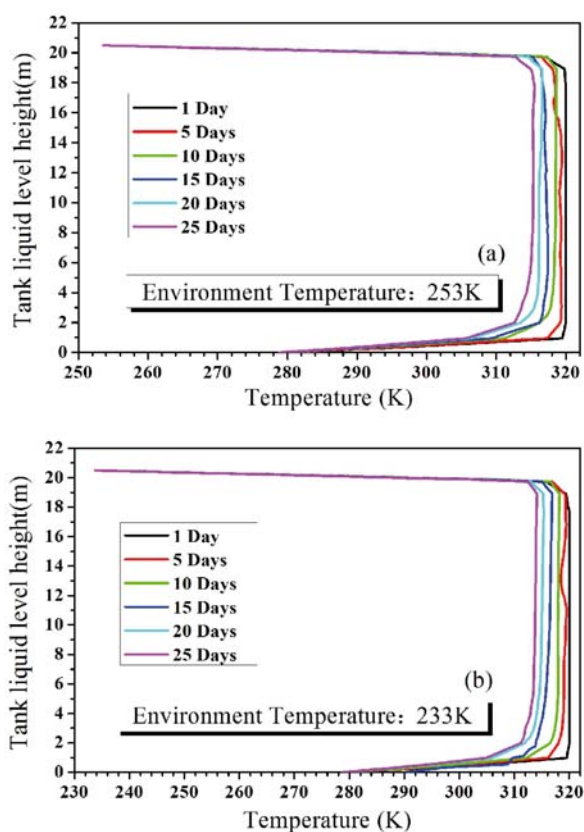 22
20
18
16
14
12
10
8
6
4
2
0
Tank liquid level height(m)
1 Day
5 Days
10 Days
15 Days
20 Days
25 Days
(a)
Environment Temperature: 253K
250 260 270 280 290 300 310 320
Temperature (K)
22
20
18
16
14
12
10
8
6
4
2
0
Tank liquid level height(m)
1 Day
5 Days
10 Days
15 Days
20 Days
25 Days
(b)
Environment Temperature: 233K
230 240 250 260 270 280 290 300 310 320
Temperature (K)